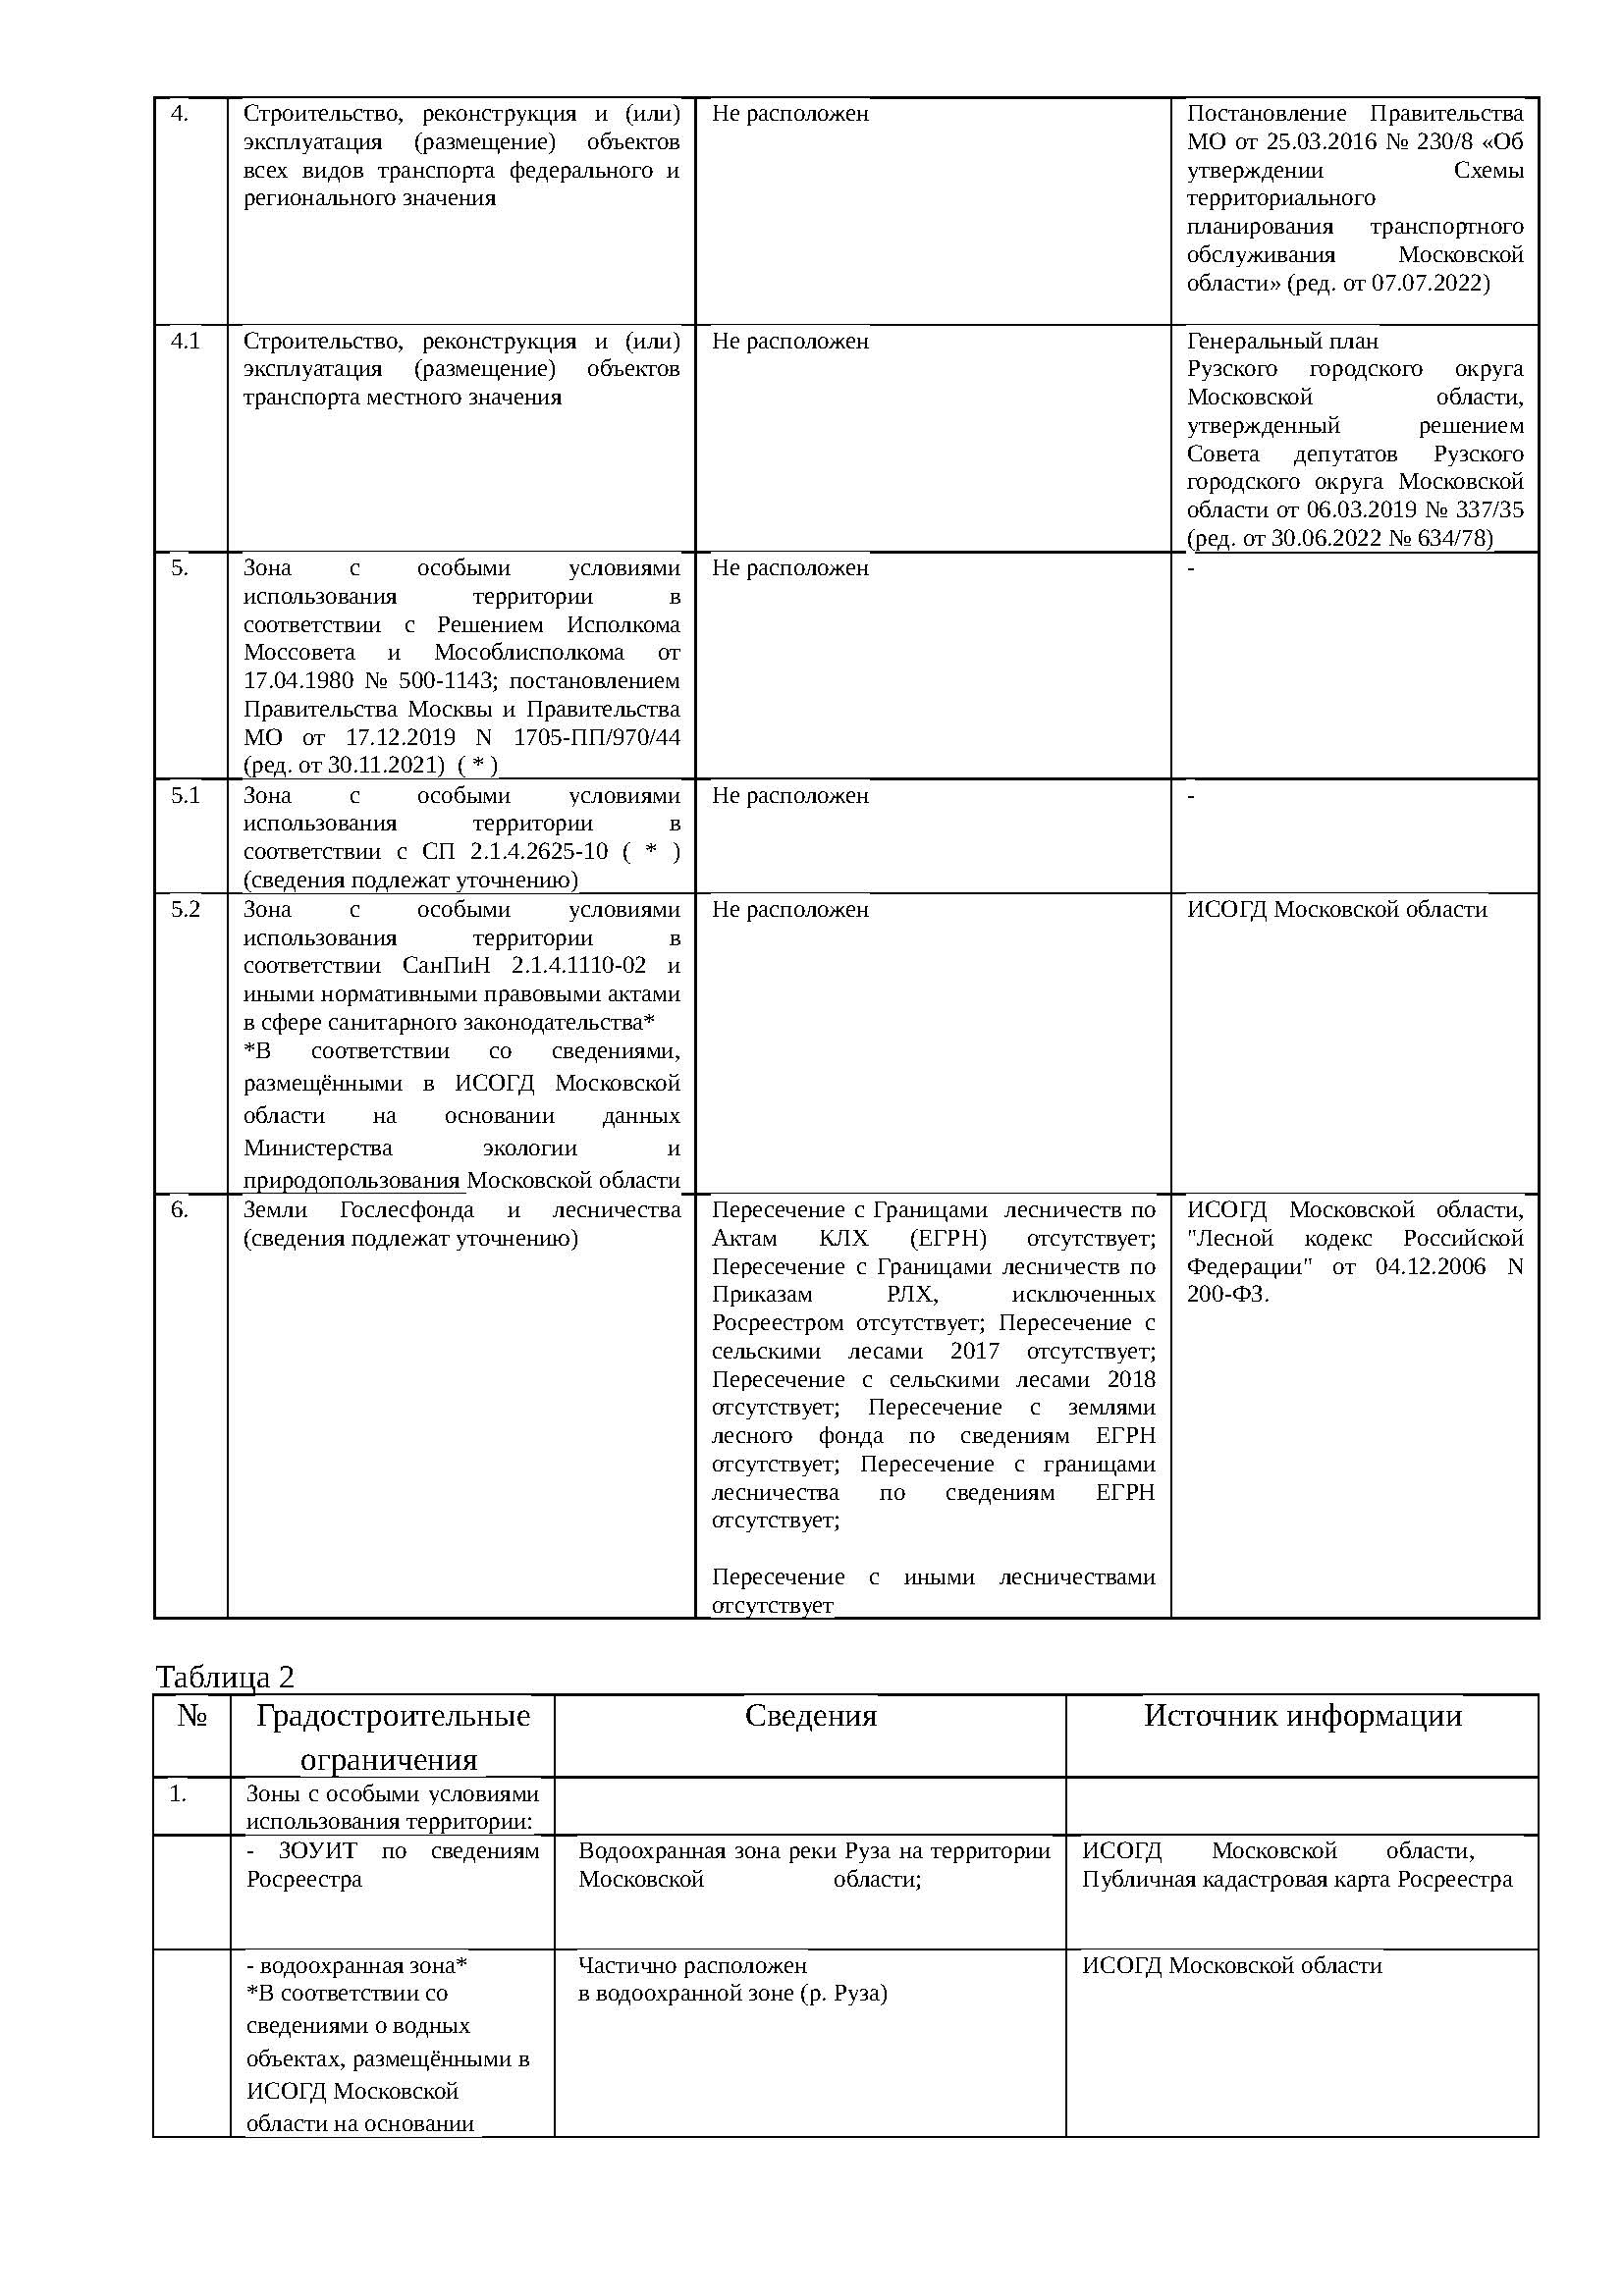 4.
Строительство, реконструкция и (или)
эксплуатация (размещение) объектов
всех видов транспорта федерального и
регионального значения
Не расположен
Постановление Правительства
МО от 25.03.2016 № 230/8 «Об
утверждении Схемы
территориального
планирования транспортного
обслуживания Московской
области» (ред. от 07.07.2022)
4.1
Строительство, реконструкция и (или)
эксплуатация (размещение) объектов
транспорта местного значения
Не расположен
Генеральный план
Рузского городского округа
Московской области,
утвержденный решением
Совета депутатов Рузского
городского округа Московской
области от 06.03.2019 № 337/35
(ред. от 30.06.2022 № 634/78)
5.
Зона с особыми условиями
использования территории в
соответствии с Решением Исполкома
Моссовета и Мособлисполкома от
17.04.1980 № 500-1143; постановлением
Правительства Москвы и Правительства
МО от 17.12.2019 N 1705-ПП/970/44
(ред. от 30.11.2021) ( * )
Не расположен
-
5.1
Зона с особыми условиями
использования территории в
соответствии с СП 2.1.4.2625-10 ( * )
(сведения подлежат уточнению)
Не расположен
-
5.2
Зона с особыми условиями
использования территории в
соответствии СанПиН 2.1.4.1110-02 и
иными нормативными правовыми актами
в сфере санитарного законодательства*
*В соответствии со сведениями,
размещёнными в ИСОГД Московской
области на основании данных
Министерства экологии и
природопользования Московской области
Не расположен
ИСОГД Московской области
6.
Земли Гослесфонда и лесничества
(сведения подлежат уточнению)
Пересечение с Границами лесничеств по
Актам КЛХ (ЕГРН) отсутствует;
Пересечение с Границами лесничеств по
Приказам РЛХ, исключенных
Росреестром отсутствует; Пересечение с
сельскими лесами 2017 отсутствует;
Пересечение с сельскими лесами 2018
отсутствует; Пересечение с землями
лесного фонда по сведениям ЕГРН
отсутствует; Пересечение с границами
лесничества по сведениям ЕГРН
отсутствует;
Пересечение с иными лесничествами
отсутствует
ИСОГД Московской области,
"Лесной кодекс Российской
Федерации" от 04.12.2006 N
200-ФЗ.
Таблица 2
№
Градостроительные
ограничения
Сведения
Источник информации
1.
Зоны с особыми условиями
использования территории:
- ЗОУИТ по сведениям
Росреестра
Водоохранная зона реки Руза на территории
Московской области;
ИСОГД Московской области,
Публичная кадастровая карта Росреестра
- водоохранная зона*
*В соответствии со
сведениями о водных
объектах, размещёнными в
ИСОГД Московской
области на основании
Частично расположен
в водоохранной зоне (р. Руза)
ИСОГД Московской области